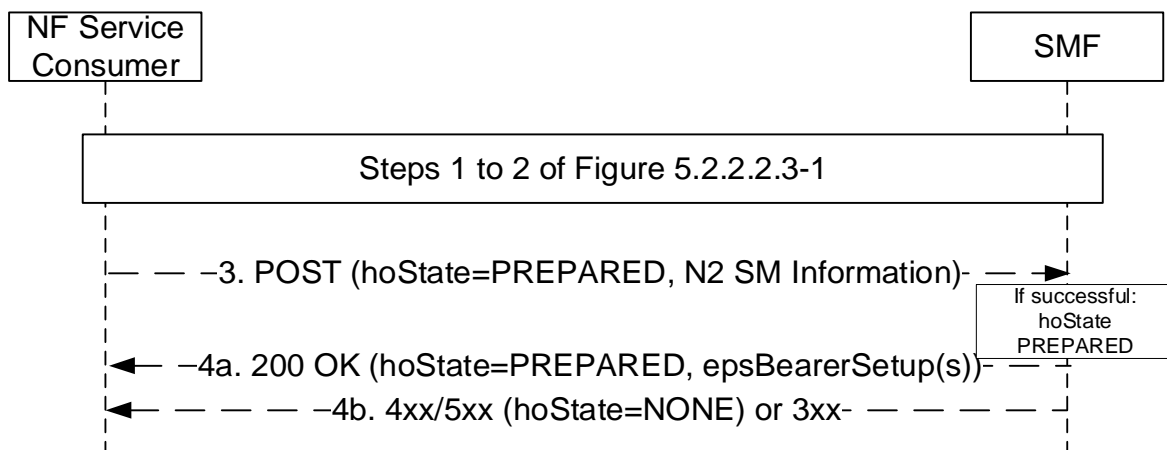 NF Service
Consumer
SMF
Steps 1 to 2 of Figure 5.2.2.2.3-1
3. POST (hoState=PREPARED, N2 SM Information)
If successful:
hoState
PREPARED
4a. 200 OK (hoState=PREPARED, epsBearerSetup(s))
4b. 4xx/5xx (hoState=NONE) or 3xx